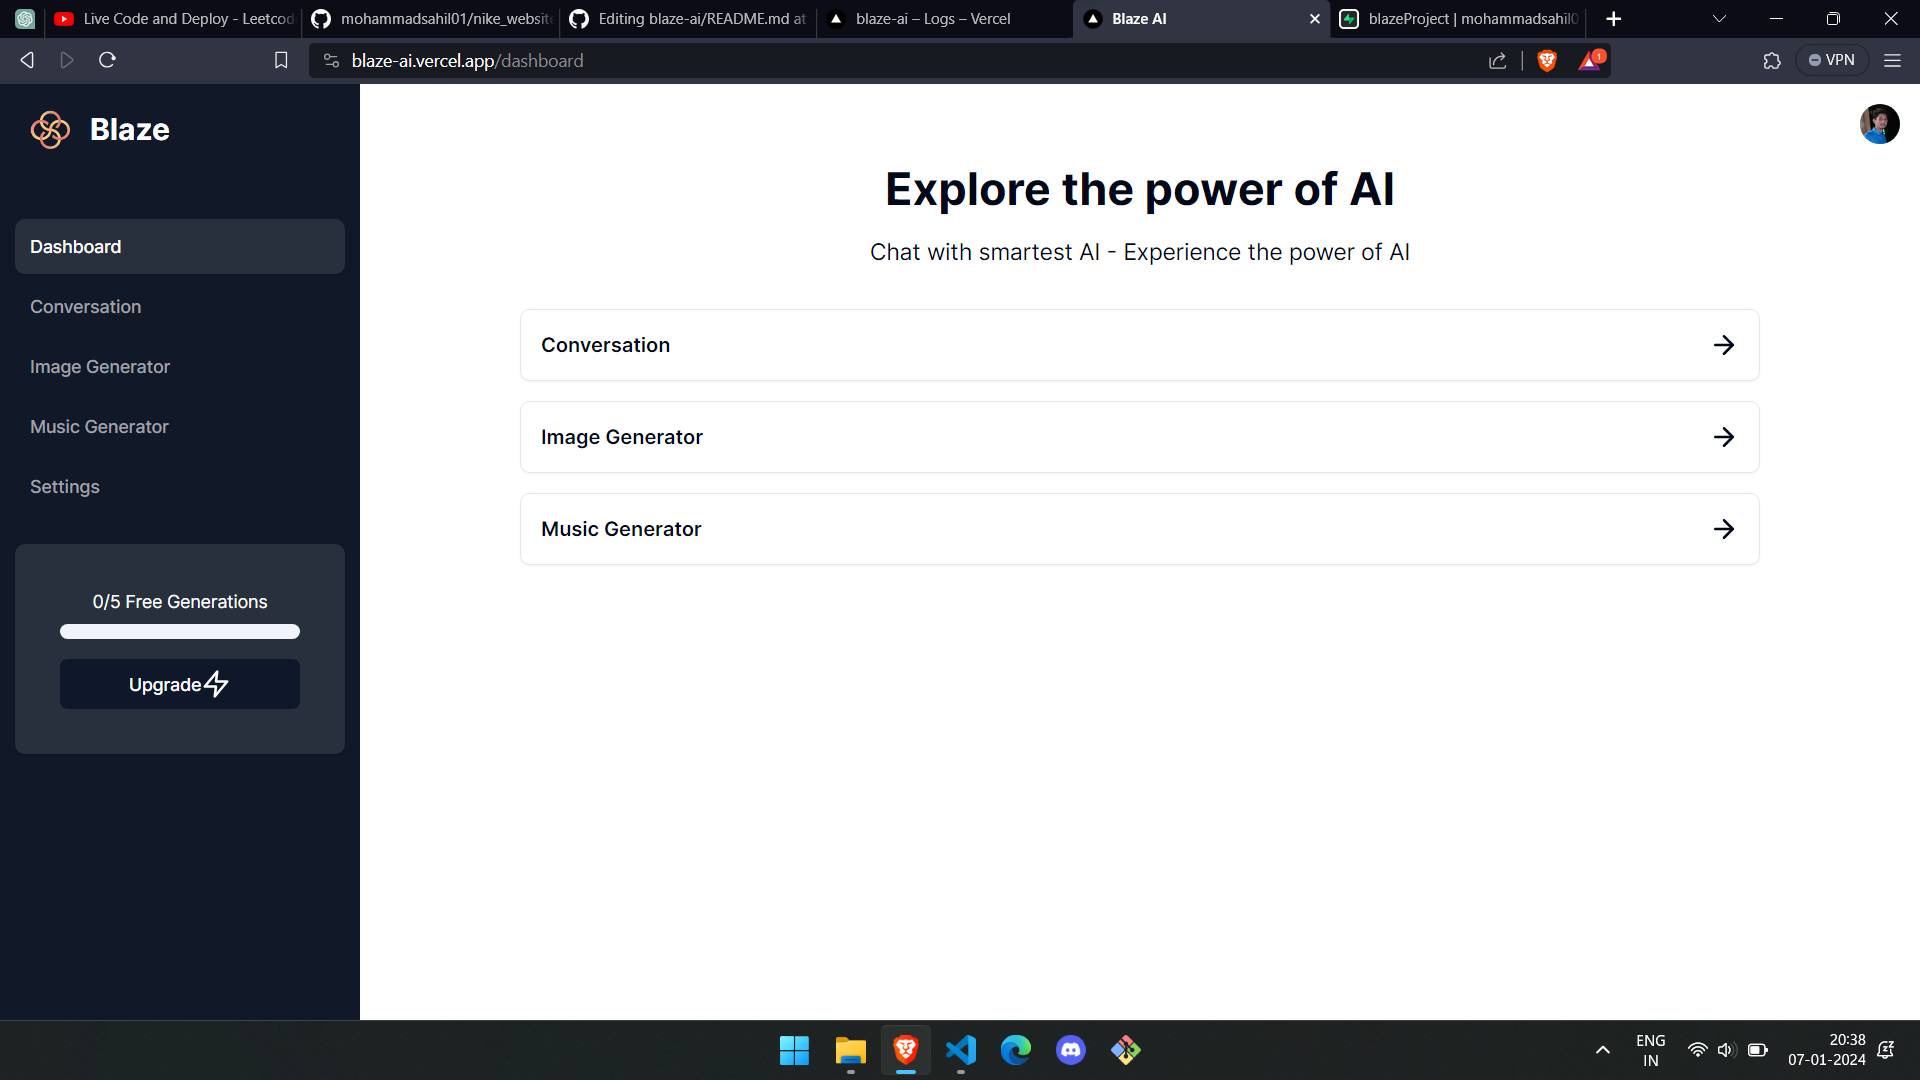 Live Code and Deploy - Leetcod
mohammadsahil01/nike_website
Editing blaze-ai/README.md at
blaze-ai – Logs – Vercel
Blaze AI
blazeProject | mohammadsahil0
blaze-ai.vercel.app/dashboard
1
VPN
Blaze
Dashboard
Conversation
Image Generator
Music Generator
Settings
0/5 Free Generations
Upgrade
Explore the power of AI
Chat with smartest AI - Experience the power of AI
Conversation
Image Generator
Music Generator
ENG
IN
20:38
07-01-2024